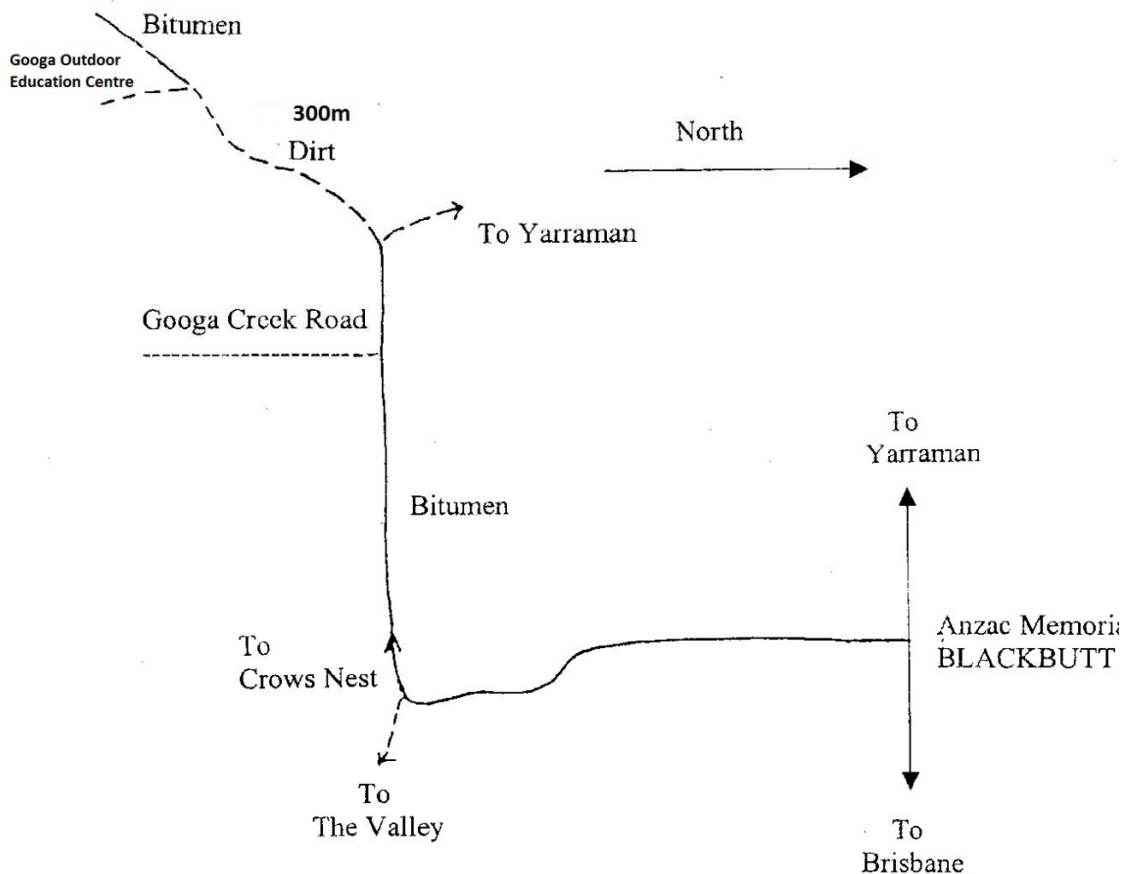 Bitumen
Googa Outdoor
Education Centre
300m
Dirt
North
To Yarraman
Googa Creek Road
To
Yarraman
Bitumen
Anzac Memoria
BLACKBUTT
To
Crows Nest
To
The Valley
To
Brisbane